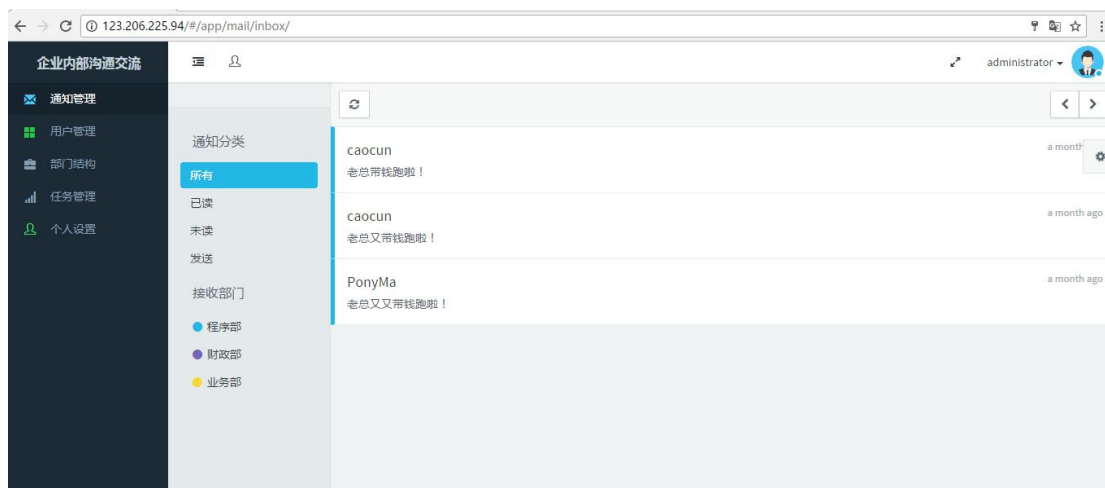 123.206.225.94/#/app/mail/inbox/
企业内部沟通交流
administrator
通知管理
用户管理
部门结构
任务管理
个人设置
通知分类
所有
已读
未读
发送
接收部门
程序部
财政部
业务部
caocun
a month
老总带钱跑啦！
caocun
a month ago
老总又带钱跑啦！
PonyMa
a month ago
老总又又带钱跑啦！